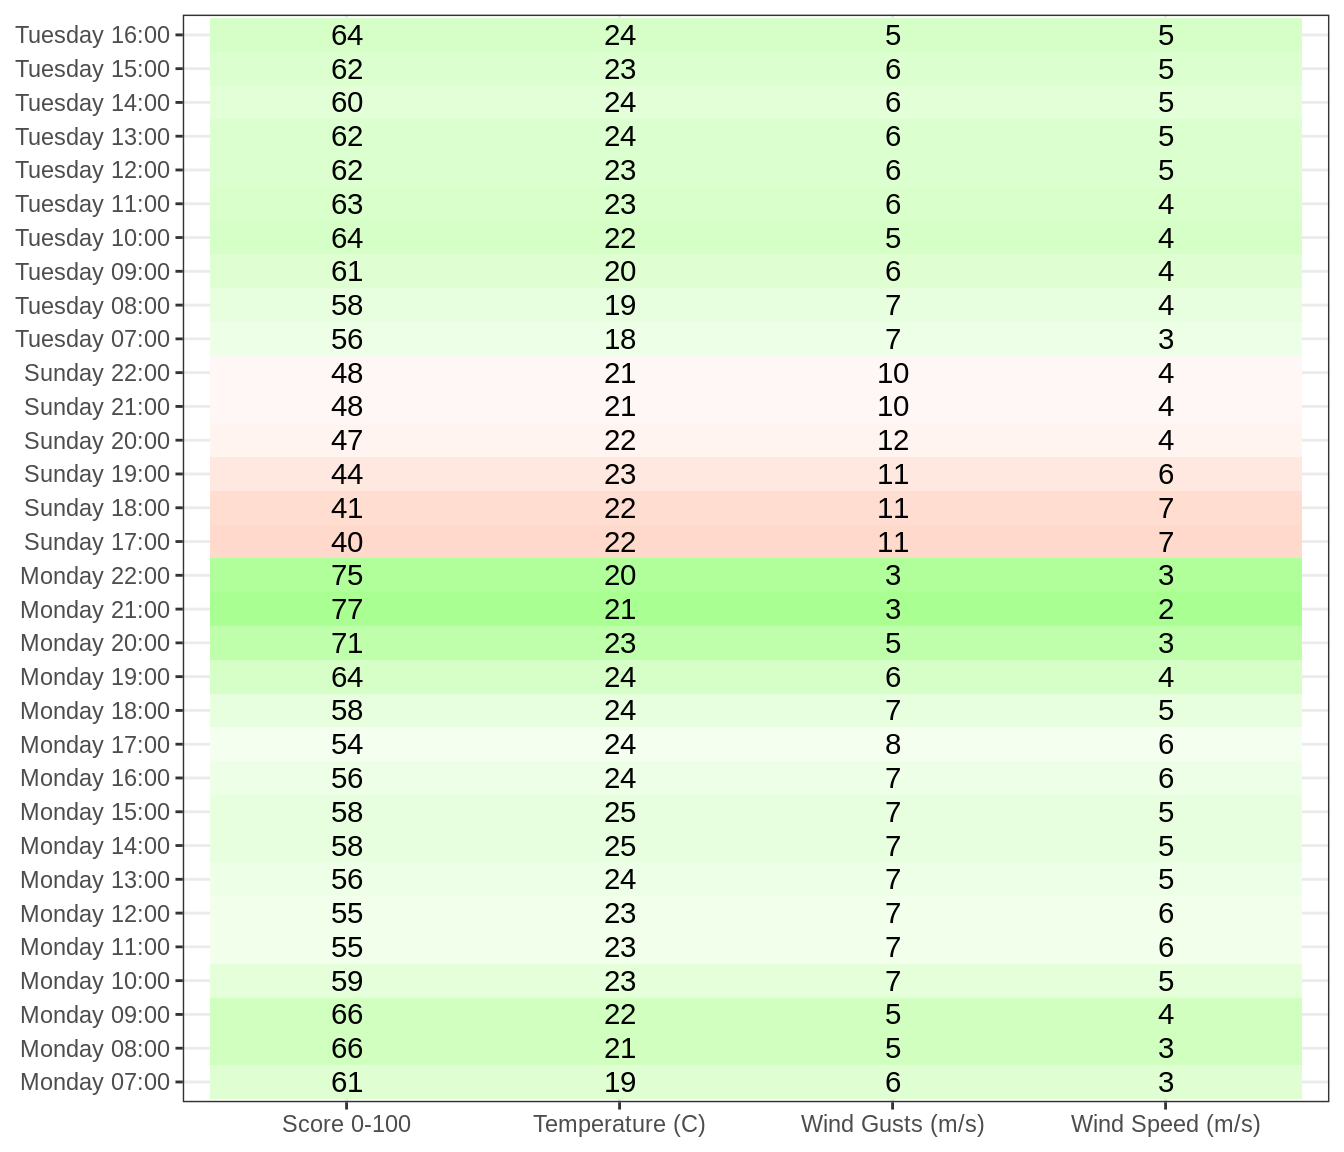 Tuesday 16:00 64 24 5 5
Tuesday 15:00 62 23 6 5
Tuesday 14:00 60 24 6 5
Tuesday 13:00 62 24 6 5
Tuesday 12:00 62 23 6 5
Tuesday 11:00 63 23 6 4
Tuesday 10:00 64 22 5 4
Tuesday 09:00 61 20 6 4
Tuesday 08:00 58 19 7 4
Tuesday 07:00 56 18 7 3
Sunday 22:00 48 21 10 4
Sunday 21:00 48 21 10 4
Sunday 20:00 47 22 12 4
Sunday 19:00 44 23 11 6
Sunday 18:00 41 22 11 7
Sunday 17:00 40 22 11 7
Monday 22:00 75 20 3 3
Monday 21:00 77 21 3 2
Monday 20:00 71 23 5 3
Monday 19:00 64 24 6 4
Monday 18:00 58 24 7 5
Monday 17:00 54 24 8 6
Monday 16:00 56 24 7 6
Monday 15:00 58 25 7 5
Monday 14:00 58 25 7 5
Monday 13:00 56 24 7 5
Monday 12:00 55 23 7 6
Monday 11:00 55 23 7 6
Monday 10:00 59 23 7 5
Monday 09:00 66 22 5 4
Monday 08:00 66 21 5 3
Monday 07:00 61 19 6 3
Score 0-100 Temperature (C) Wind Gusts (m/s) Wind Speed (m/s)